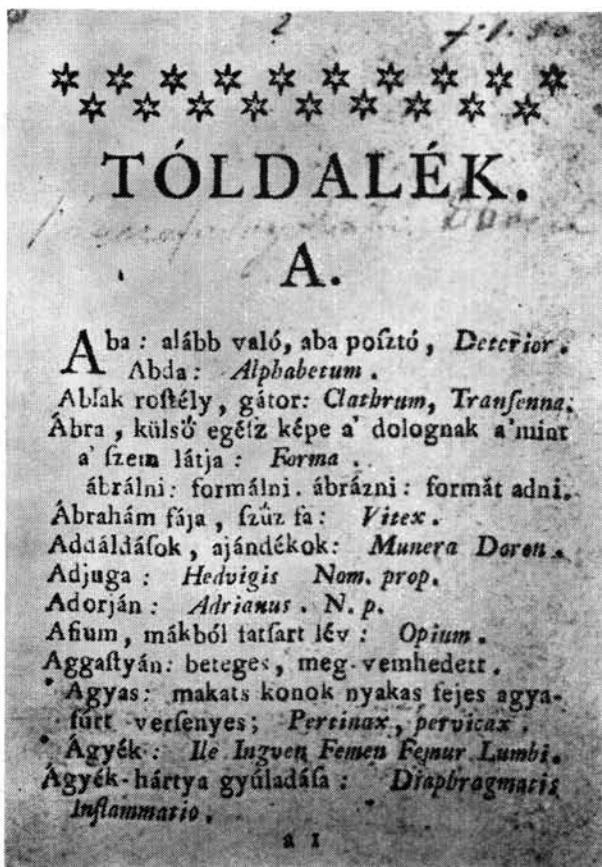 TÓLDALÉK.
A.
Aba : alább való, aba poſztó, Deterior.
Abda: Alphabetum.
Ablak roſtély, gátor: Clathrum, Tranſenna.
Ábra, külsö egéſz képe a' dolognak a'mint
a' ſzem látja : Forma.
ábrálni: formálni. ábrázni: formát adni.
Ábrahám fája, ſzűz fa: Vitex.
Addáldáſok, ajándékok: Munera Doron.
Adjuga : Hedvigis Nom. prop.
Adorján : Adrianus. N. p.
Afium, mákból tatſart lév : Opium.
Aggaſtyán: beteges, meg-vemhedett.
Agyas: makats konok nyakas fejes agya-
fúrt verſenyes; Pertinax, pervicax.
Ágyék : Ile Ingven Femen Femur Lumbi.
Ágyék-hártya gyúladáſa : Diaphragmatis
Inflammatio.
a 1